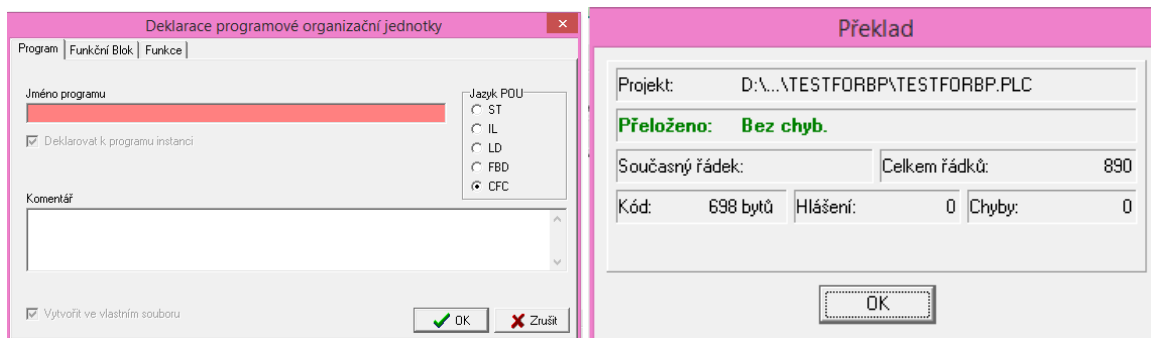 Deklarace programové organizační jednotky
Program Funkční Blok Funkce
Jméno programu
Deklarovat k programu instanci
Jazyk POU
ST
IL
LD
FBD
CFC
Komentář
Vytvořit ve vlastním souboru
OK Zrušit
Překlad
Projekt: D:\...\TESTFORBP\TESTFORBP.PLC
Přeloženo: Bez chyb.
Současný řádek: Celkem řádků: 890
Kód: 698 bytů Hlášení: 0 Chyby: 0
OK